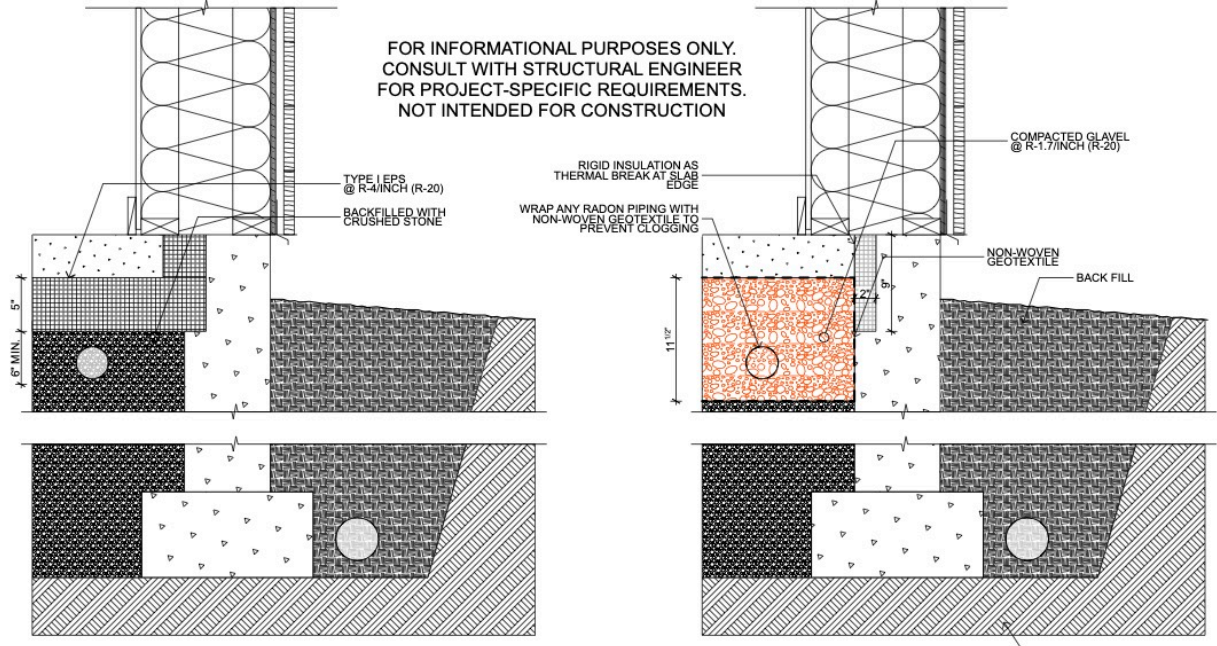 FOR INFORMATIONAL PURPOSES ONLY.
CONSULT WITH STRUCTURAL ENGINEER
FOR PROJECT-SPECIFIC REQUIREMENTS.
NOT INTENDED FOR CONSTRUCTION
TYPE I EPS
@ R-4/INCH (R-20)
BACKFILLED WITH
CRUSHED STONE
5"
6" MIN.
RIGID INSULATION AS
THERMAL BREAK AT SLAB
EDGE
WRAP ANY RADON PIPING WITH
NON-WOVEN GEOTEXTILE TO
PREVENT CLOGGING
COMPACTED GLAVEL
@ R-1.7/INCH (R-20)
NON-WOVEN
GEOTEXTILE
BACK FILL
2"
9"
11 1/2"